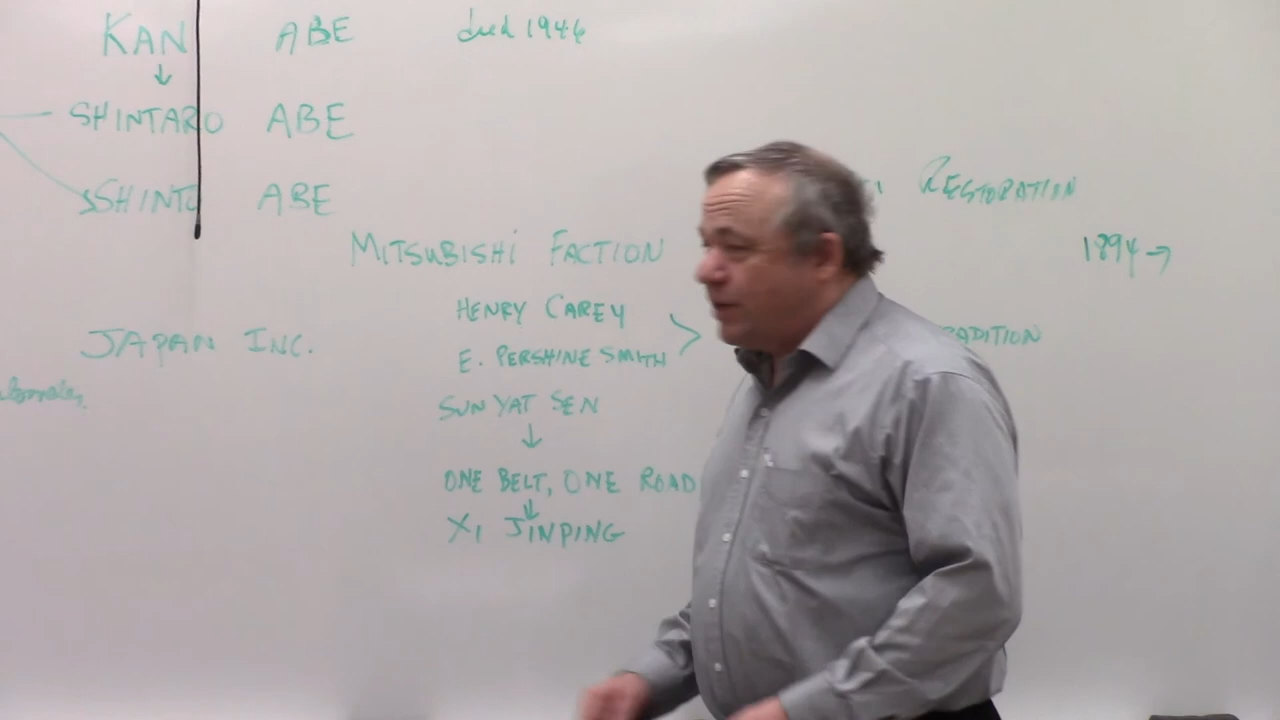 KAN ABE died 1946
SHINTARO ABE
SHINTO ABE
RESTORATION
MITSUBISHI FACTION
1894 →
HENRY CAREY
JAPAN INC.
E. PERSHINE SMITH
ADITION
SUN YAT SEN
ONE BELT, ONE ROAD
XI JINPING